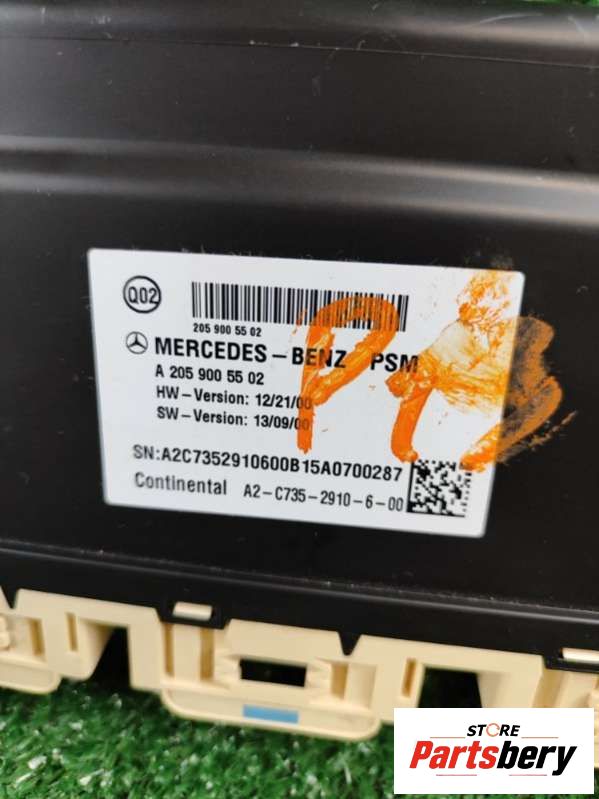 Q02
205 900 55 02
MERCEDES-BENZ PSM
A 205 900 55 02
HW-Version: 12/21/00
SW-Version: 13/09/00
SN:A2C7352910600B15A0700287
Continental A2-C735-2910-6-00
STORE
Partsbery